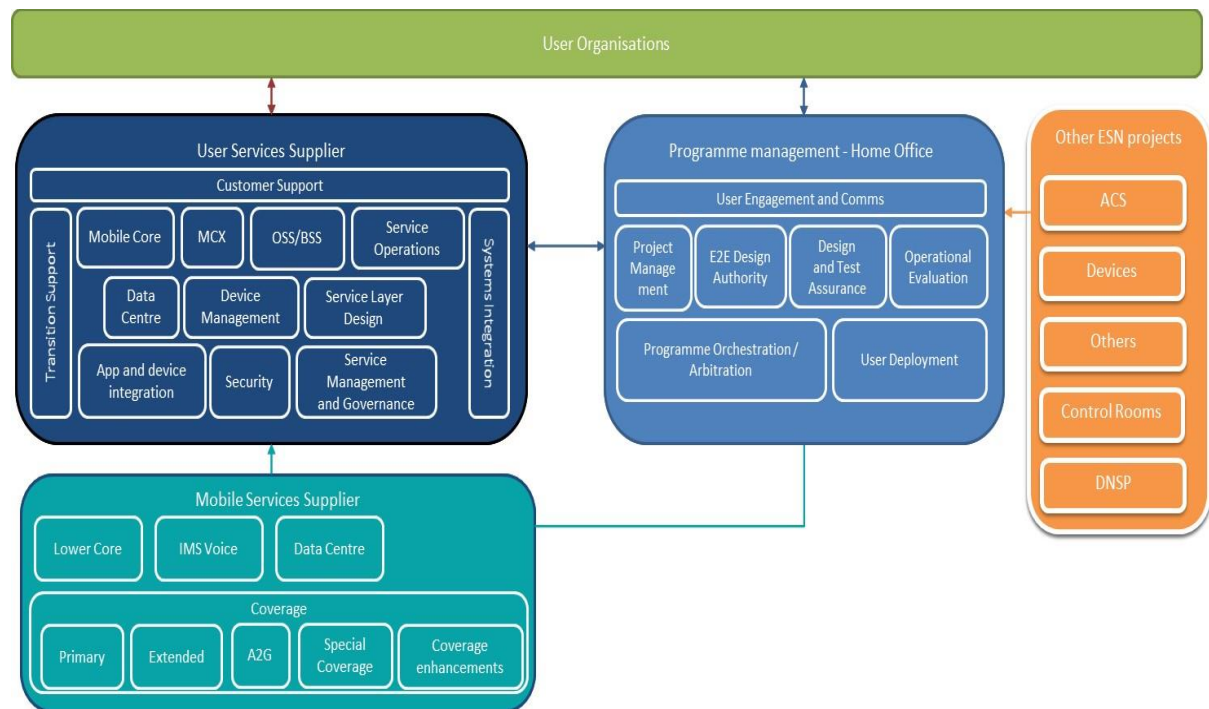 User Organisations
User Services Supplier
Customer Support
Transition Support
Mobile Core
MCX
OSS/BSS
Service
Operations
Systems Integration
Data
Centre
Device
Management
Service Layer
Design
App and device
integration
Security
Service
Management
and Governance
Programme management - Home Office
User Engagement and Comms
Project
Manage
ment
E2E Design
Authority
Design
and Test
Assurance
Operational
Evaluation
Programme Orchestration /
Arbitration
User Deployment
Other ESN projects
ACS
Devices
Others
Control Rooms
DNSP
Mobile Services Supplier
Lower Core
IMS Voice
Data Centre
Coverage
Primary
Extended
A2G
Special
Coverage
Coverage
enhancements